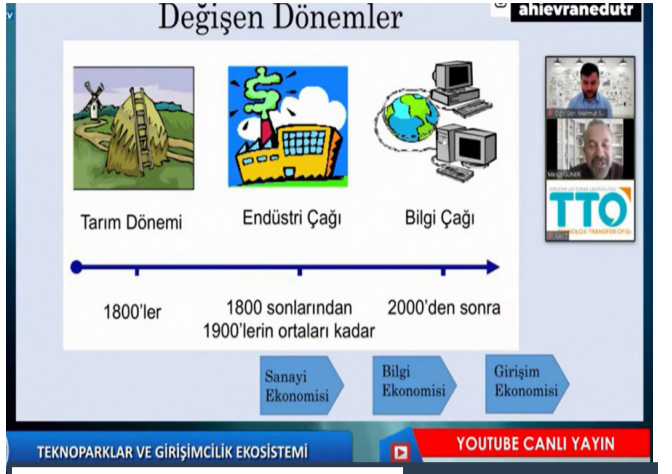 Değişen Dönemler
ahievranedutr
Tarım Dönemi
Endüstri Çağı
Bilgi Çağı
1800'ler
1800 sonlarından
1900'lerin ortaları kadar
2000'den sonra
Sanayi
Ekonomisi
Bilgi
Ekonomisi
Girişim
Ekonomisi
TTO
TEKNOPARKLAR VE GİRİŞİMCİLİK EKOSİSTEMİ
YOUTUBE CANLI YAYIN